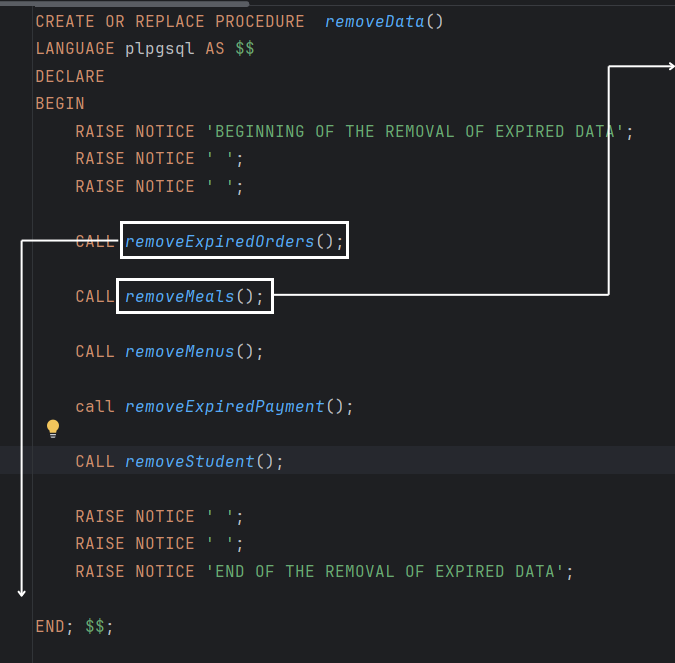 CREATE OR REPLACE PROCEDURE removeData()
LANGUAGE plpgsql AS $$
DECLARE
BEGIN
RAISE NOTICE 'BEGINNING OF THE REMOVAL OF EXPIRED DATA';
RAISE NOTICE ' ';
RAISE NOTICE ' ';
CALL removeExpiredOrders();
CALL removeMeals();
CALL removeMenus();
call removeExpiredPayment();
CALL removeStudent();
RAISE NOTICE ' ';
RAISE NOTICE ' ';
RAISE NOTICE 'END OF THE REMOVAL OF EXPIRED DATA';
END; $$;